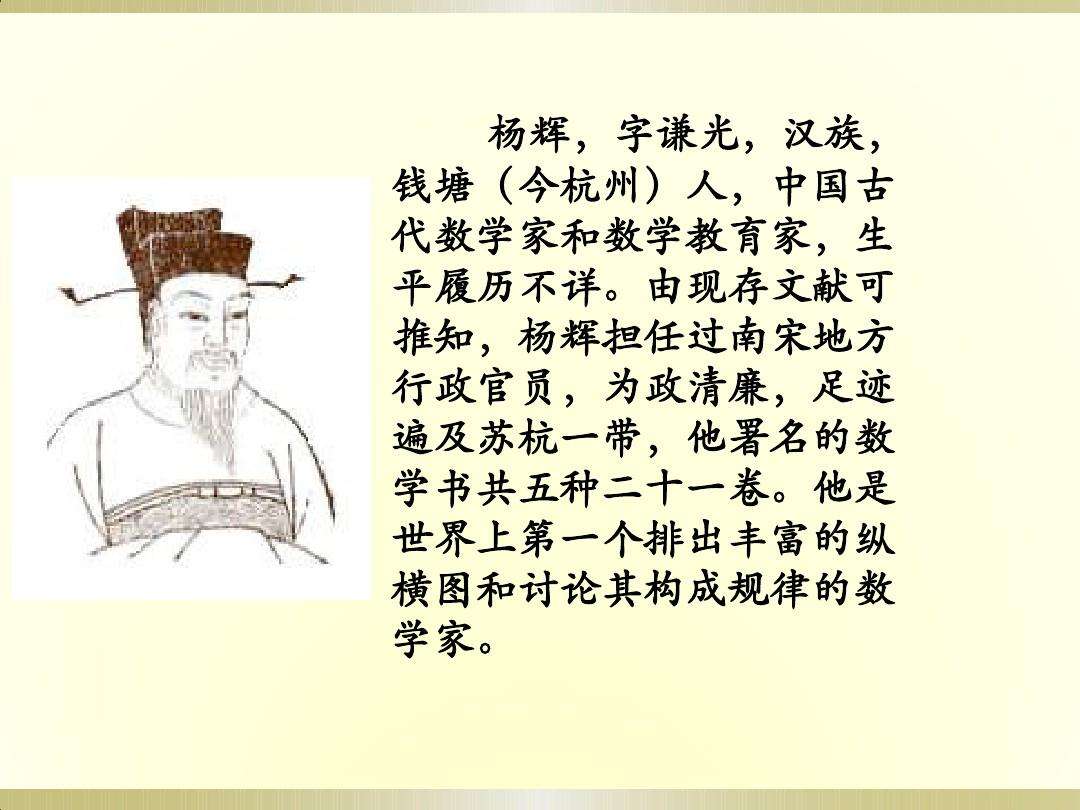 杨辉，字谦光，汉族，
钱塘（今杭州）人，中国古
代数学家和数学教育家，生
平履历不详。由现存文献可
推知，杨辉担任过南宋地方
行政官员，为政清廉，足迹
遍及苏杭一带，他署名的数
学书共五种二十一卷。他是
世界上第一个排出丰富的纵
横图和讨论其构成规律的数
学家。